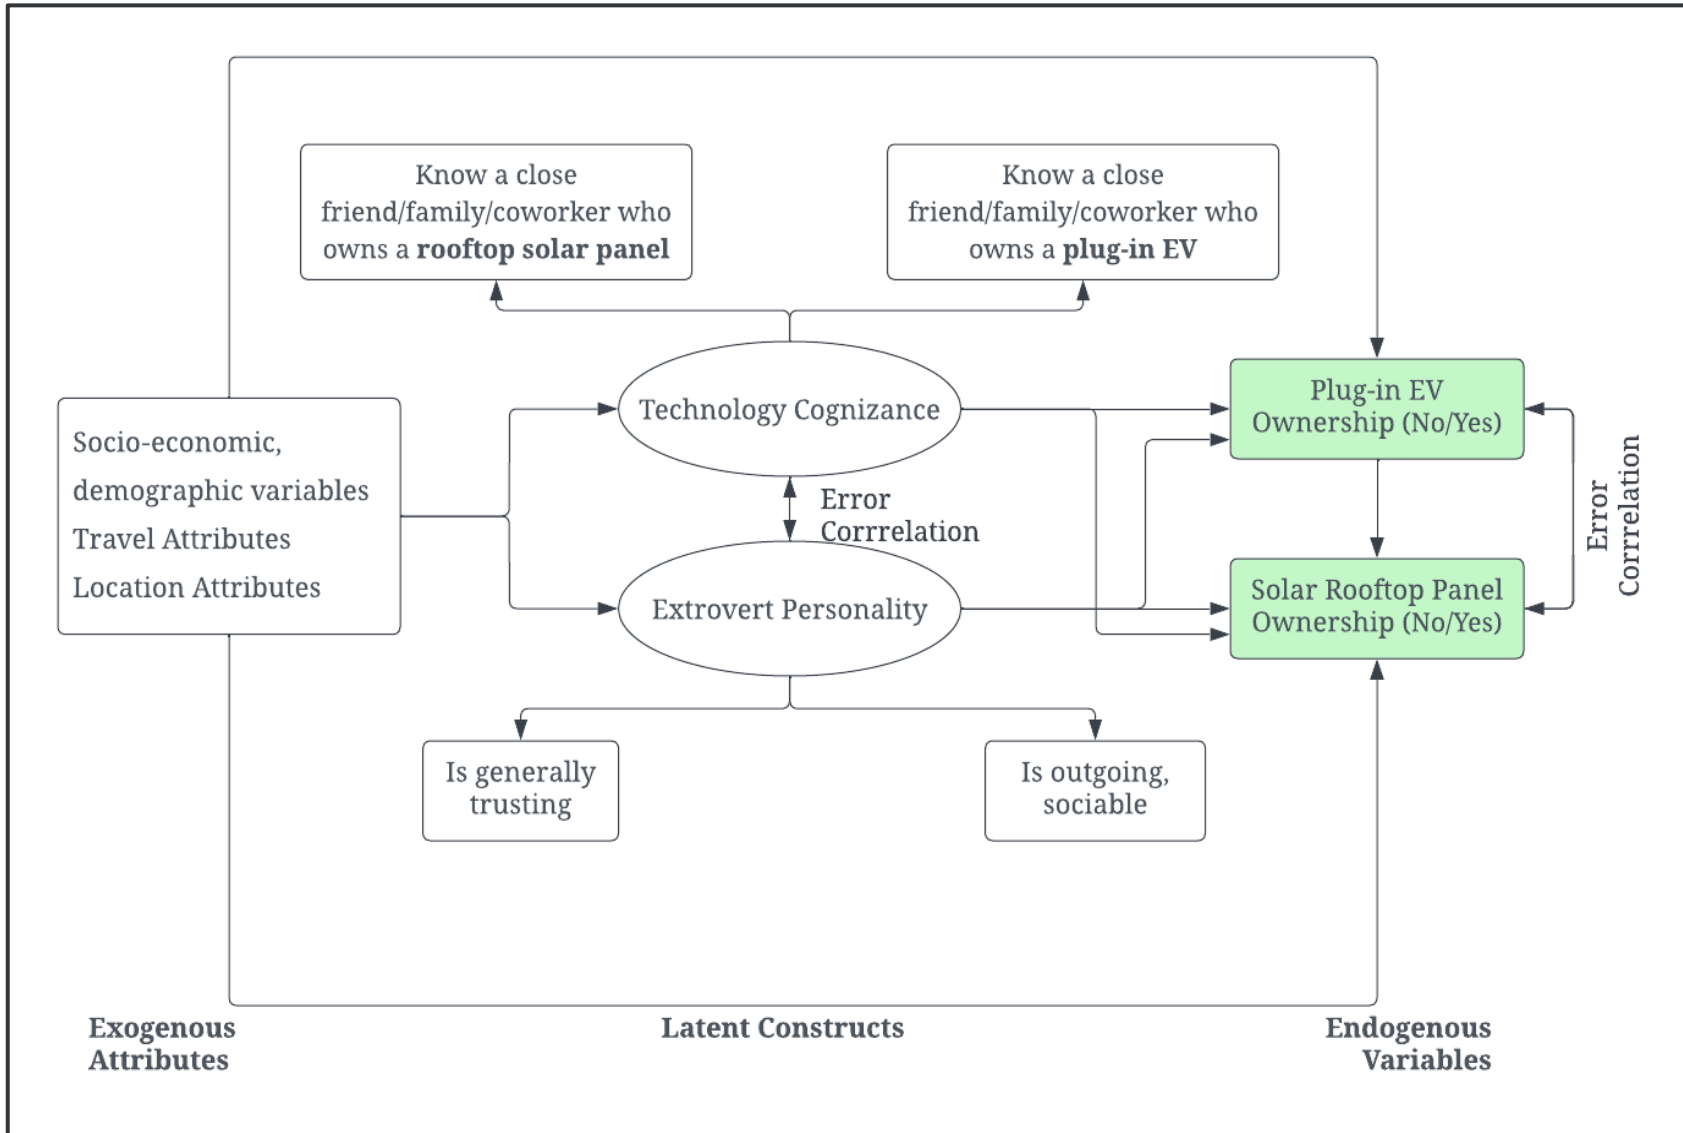 Know a close
friend/family/coworker who
owns a rooftop solar panel
Know a close
friend/family/coworker who
owns a plug-in EV
Socio-economic,
demographic variables
Travel Attributes
Location Attributes
Technology Cognizance
Error
Corrrelation
Extrovert Personality
Plug-in EV
Ownership (No/Yes)
Solar Rooftop Panel
Ownership (No/Yes)
Error
Corrrelation
Is generally
trusting
Is outgoing,
sociable
Exogenous
Attributes
Latent Constructs
Endogenous
Variables